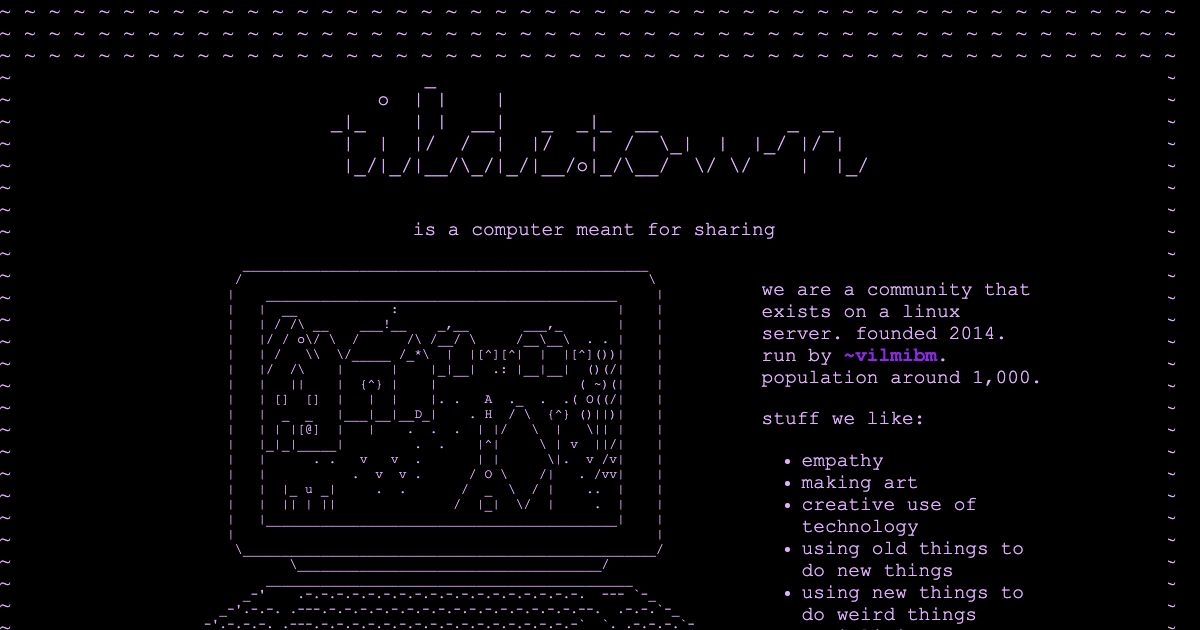 tildetown
is a computer meant for sharing
we are a community that
exists on a linux
server. founded 2014.
run by ~vilmibm.
population around 1,000.
stuff we like:
• empathy
• making art
• creative use of
technology
• using old things to
do new things
• using new things to
do weird things